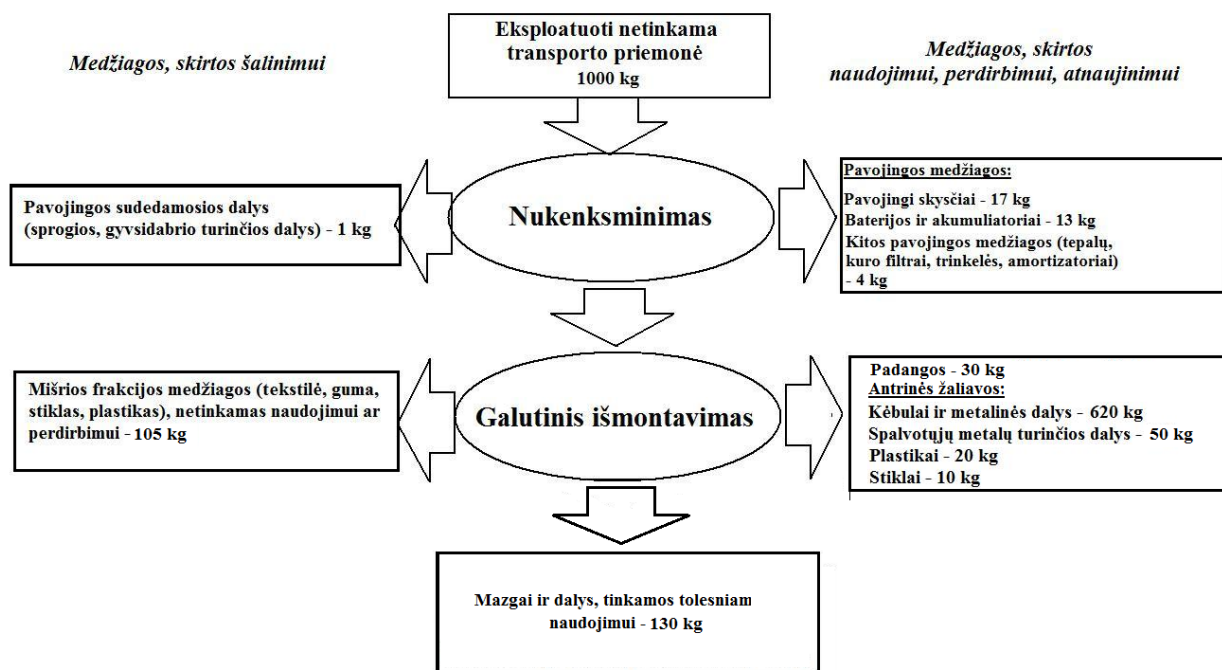 Eksploatuoti netinkama
transporto priemonė
1000 kg
Medžiagos, skirtos šalinimui
Medžiagos, skirtos
naudojimui, perdirbimui, atnaujinimui
Nukenksminimas
Pavojingos sudedamosios dalys
(sprogios, gyvsidabrio turinčios dalys) - 1 kg
Pavojingos medžiagos:
Pavojingi skysčiai - 17 kg
Baterijos ir akumuliatoriai - 13 kg
Kitos pavojingos medžiagos (tepalų,
kuro filtrai, trinkelės, amortizatoriai)
- 4 kg
Galutinis išmontavimas
Mišrios frakcijos medžiagos (tekstilė, guma,
stiklas, plastikas), netinkamas naudojimui ar
perdirbimui - 105 kg
Padangos - 30 kg
Antrinės žaliavos:
Kėbulai ir metalinės dalys - 620 kg
Spalvotųjų metalų turinčios dalys - 50 kg
Plastikai - 20 kg
Stiklai - 10 kg
Mazgai ir dalys, tinkamos tolesniam
naudojimui - 130 kg